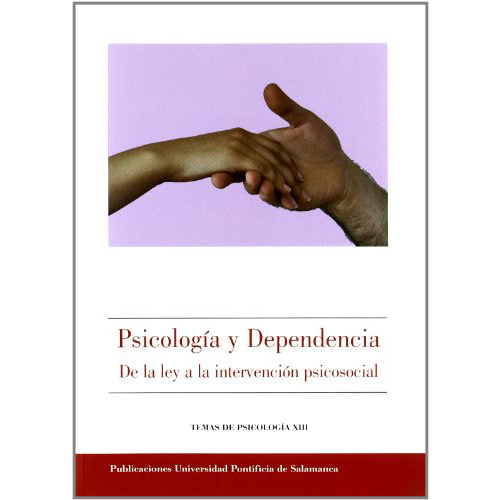 Psicología y Dependencia
De la ley a la intervención psicosocial
TEMAS DE PSICOLOGÍA XIII
Publicaciones Universidad Pontificia de Salamanca